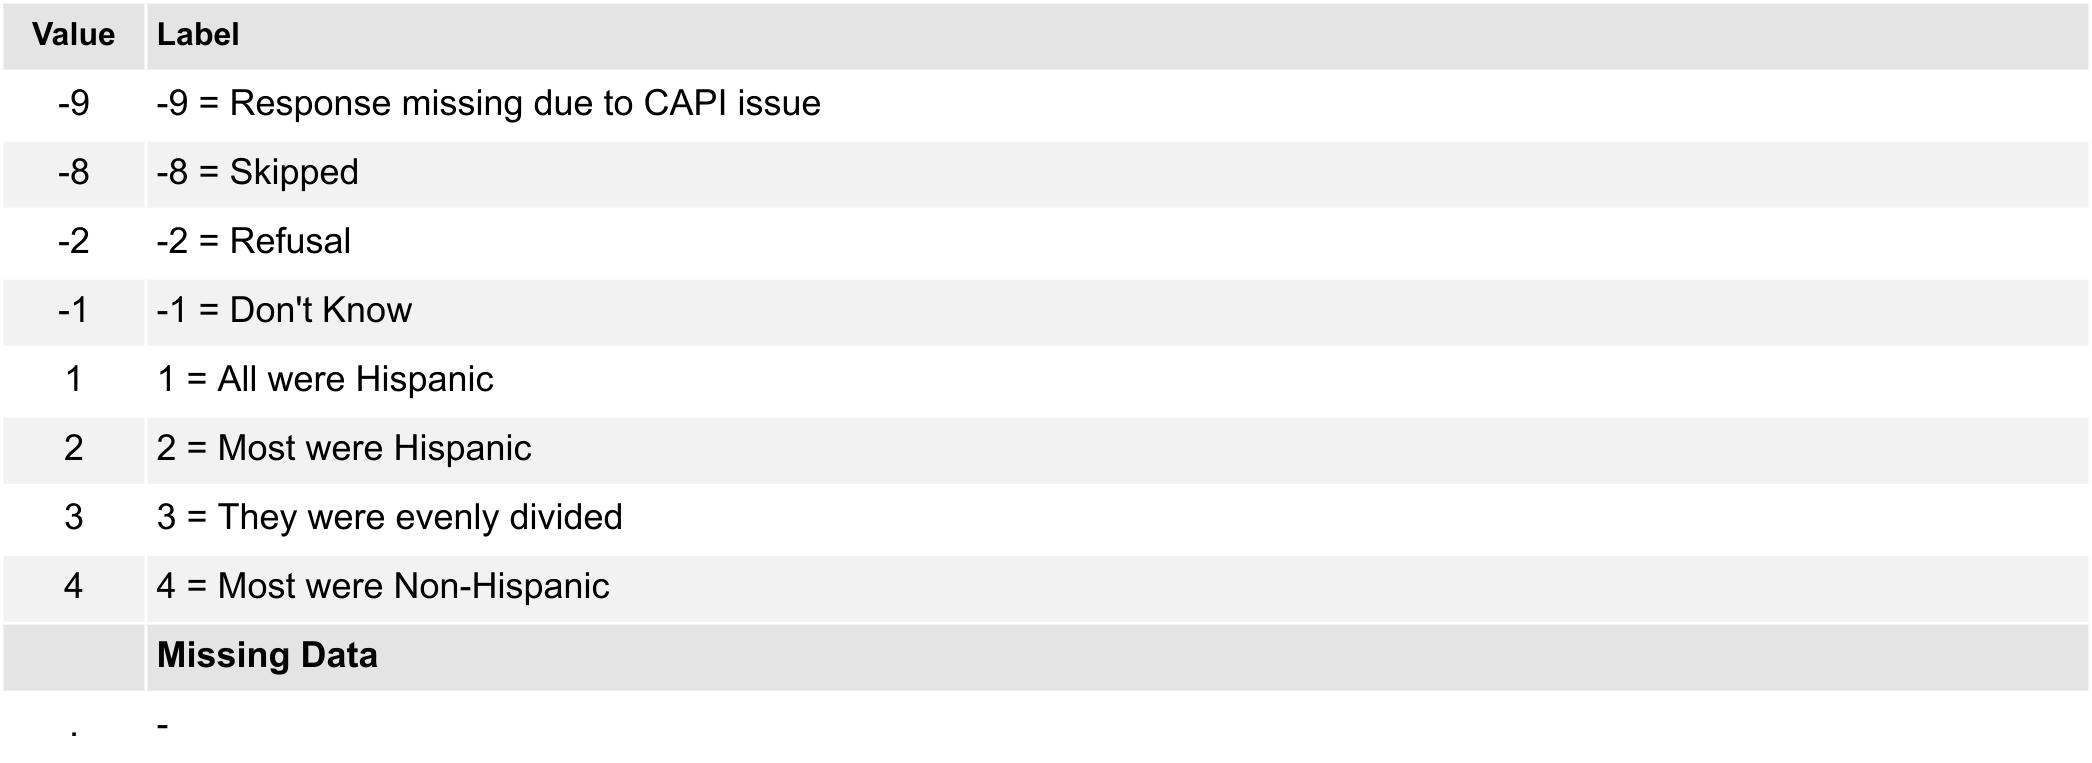 Value Label
-9 -9 = Response missing due to CAPI issue
-8 -8 = Skipped
-2 -2 = Refusal
-1 -1 = Don't Know
1 1 = All were Hispanic
2 2 = Most were Hispanic
3 3 = They were evenly divided
4 4 = Most were Non-Hispanic
Missing Data
. -